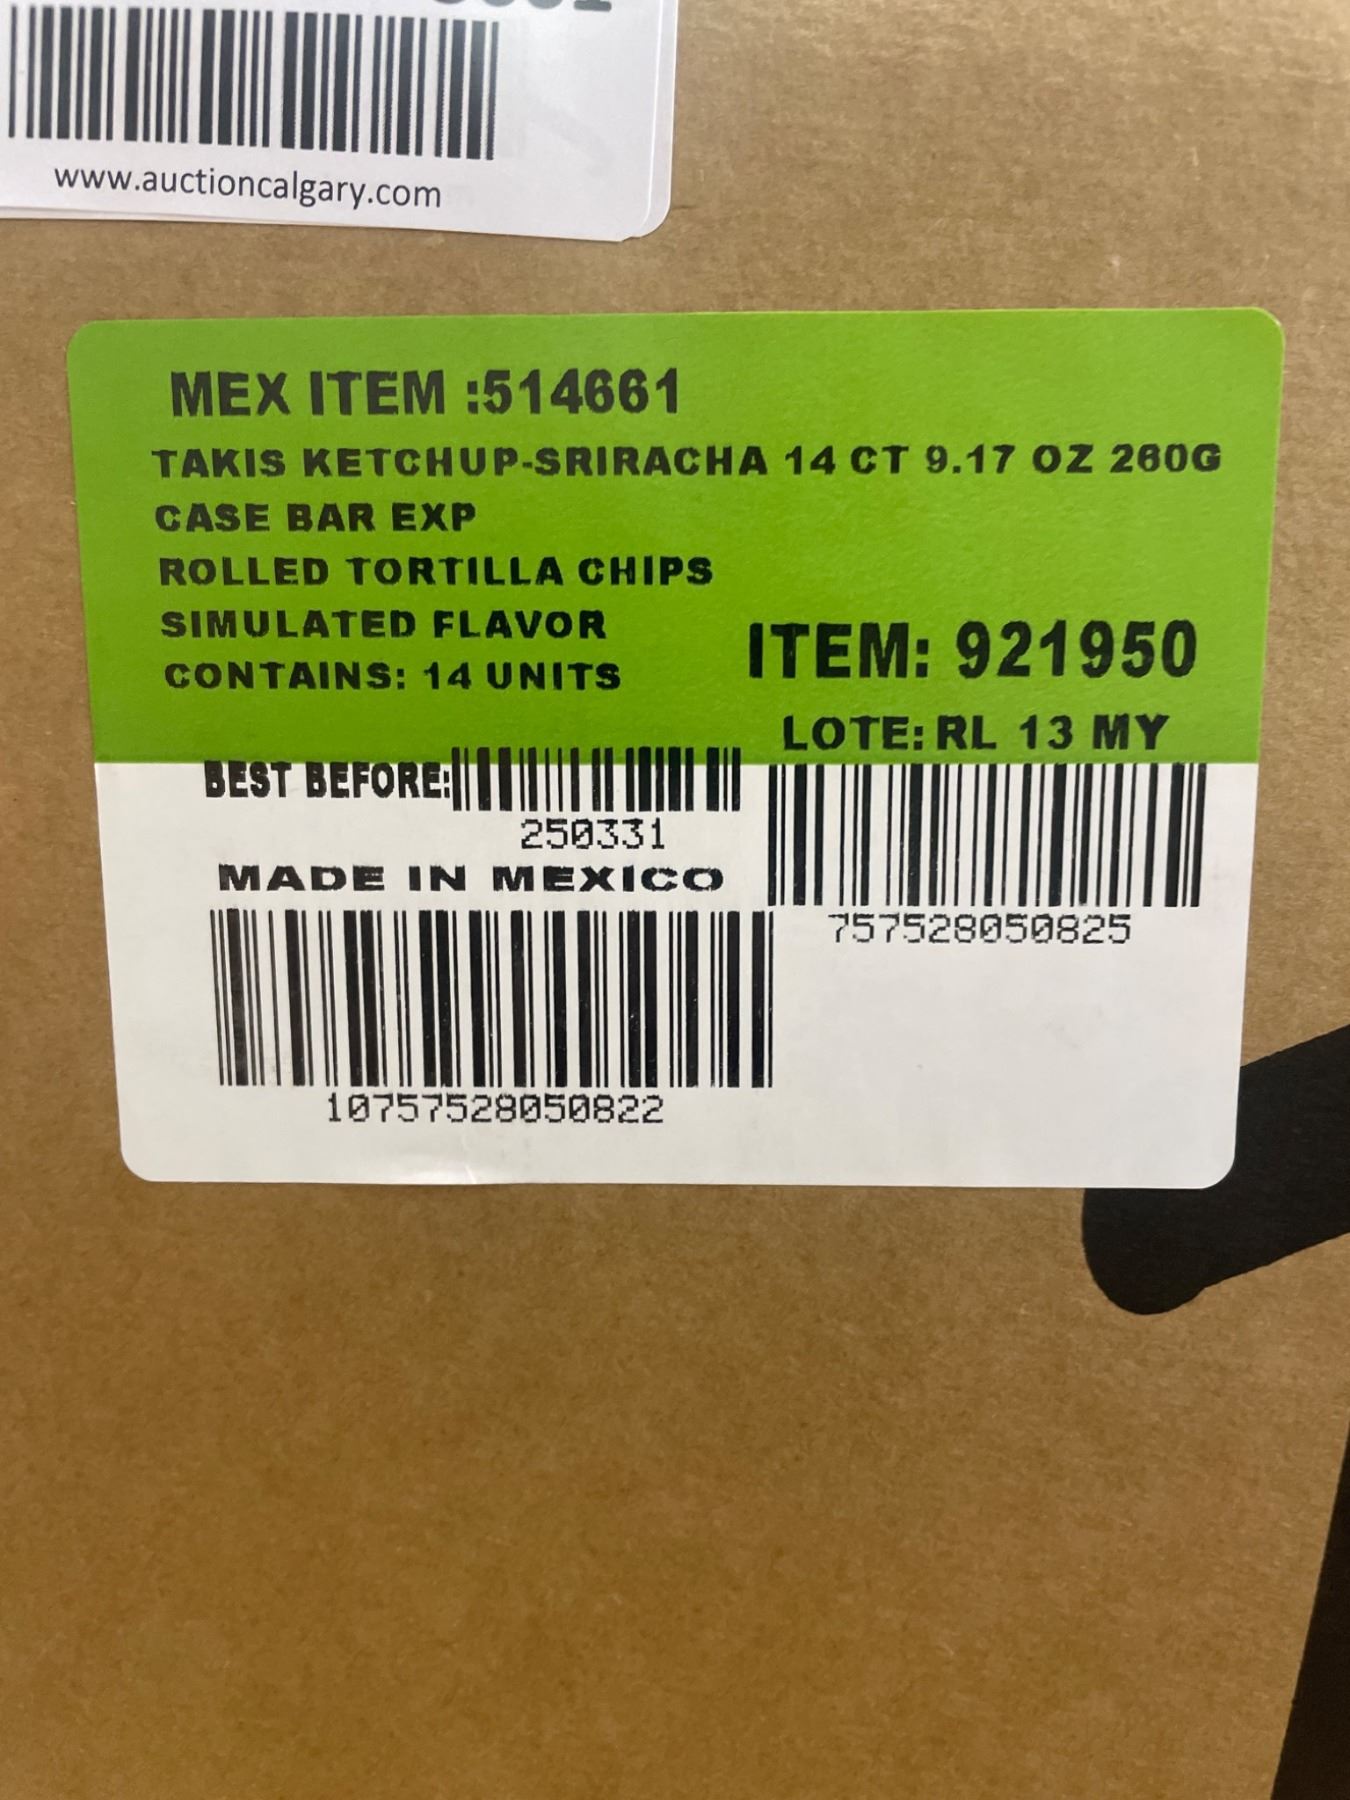 www.auctioncalgary.com
MEX ITEM :514661
TAKIS KETCHUP-SRIRACHA 14 CT 9.17 OZ 260G
CASE BAR EXP
ROLLED TORTILLA CHIPS
SIMULATED FLAVOR
CONTAINS: 14 UNITS
ITEM: 921950
LOTE: RL 13 MY
BEST BEFORE:
250331
MADE IN MEXICO
757528050825
10757528050822